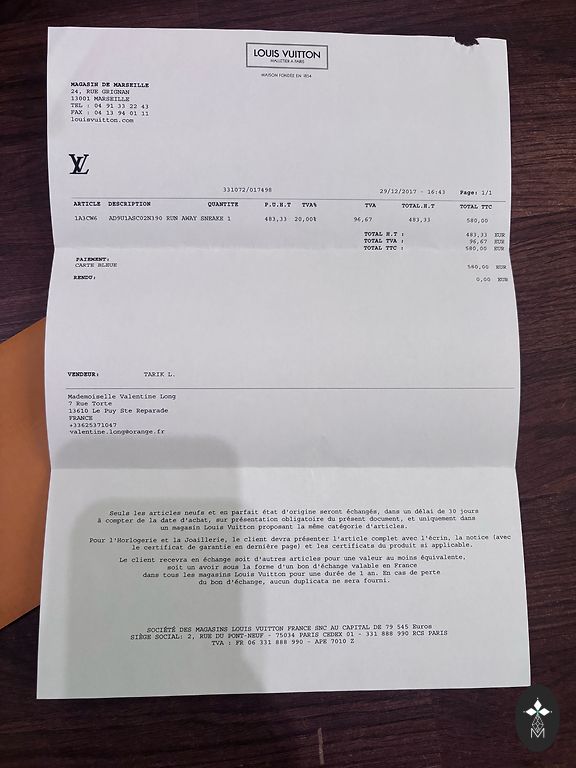 LOUIS VUITTON
MALLETIER A PARIS
MAISON FONDÉE EN 1854
MAGASIN DE MARSEILLE
24, RUE GRIGNAN
13001 MARSEILLE
TEL : 04 91 33 22 43
FAX : 04 13 94 01 11
louisvuitton.com
LV
331072/017498 29/12/2017 - 16:43 Page: 1/1
ARTICLE DESCRIPTION QUANTITE P.U.H.T TVA% TVA TOTAL.H.T TOTAL TTC
1A3CW6 AD9U1ASC02N390 RUN AWAY SNEAKE 1 483,33 20,00% 96,67 483,33 580,00
TOTAL H.T : 483,33 EUR
TOTAL TVA : 96,67 EUR
TOTAL TTC : 580,00 EUR
PAIEMENT:
CARTE BLEUE 580,00 EUR
RENDU: 0,00 EUR
VENDEUR: TARIK L.
Mademoiselle Valentine Long
7 Rue Torte
13610 Le Puy Ste Reparade
FRANCE
+33625371047
valentine.long@orange.fr
Seuls les articles neufs et en parfait état d'origine seront échangés, dans un délai de 30 jours
à compter de la date d'achat, sur présentation obligatoire du présent document, et uniquement dans
un magasin Louis Vuitton proposant la même catégorie d'articles.
Pour l'Horlogerie et la Joaillerie, le client devra présenter l'article complet avec l'écrin, la notice (avec
le certificat de garantie en dernière page) et les certificats du produit si applicable.
Le client recevra en échange soit d'autres articles pour une valeur au moins équivalente,
soit un avoir sous la forme d'un bon d'échange valable en France
dans tous les magasins Louis Vuitton pour une durée de 1 an. En cas de perte
du bon d'échange, aucun duplicata ne sera fourni.
SOCIÉTÉ DES MAGASINS LOUIS VUITTON FRANCE SNC AU CAPITAL DE 79 545 Euros
SIÈGE SOCIAL: 2, RUE DU PONT-NEUF - 75034 PARIS CEDEX 01 - 331 888 990 RCS PARIS
TVA : FR 06 331 888 990 - APE 7010 Z
M